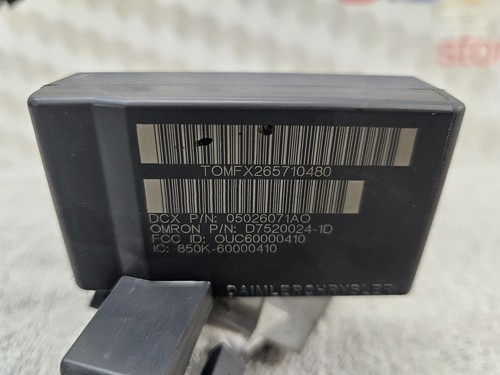 TOMFX265710480
DCX P/N: 05026071AO
OMRON P/N: D7520024-1D
FCC ID: OUC60000410
IC: 850K-60000410
DAIMLERCHRYSLER